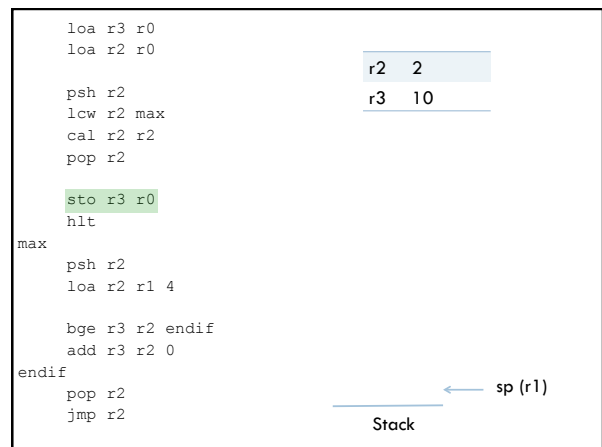 loa r3 r0
loa r2 r0
psh r2
lcw r2 max
cal r2 r2
pop r2
sto r3 r0
hlt
max
psh r2
loa r2 r1 4
bge r3 r2 endif
add r3 r2 0
endif
pop r2
jmp r2
r2 2
r3 10
sp (r1)
Stack